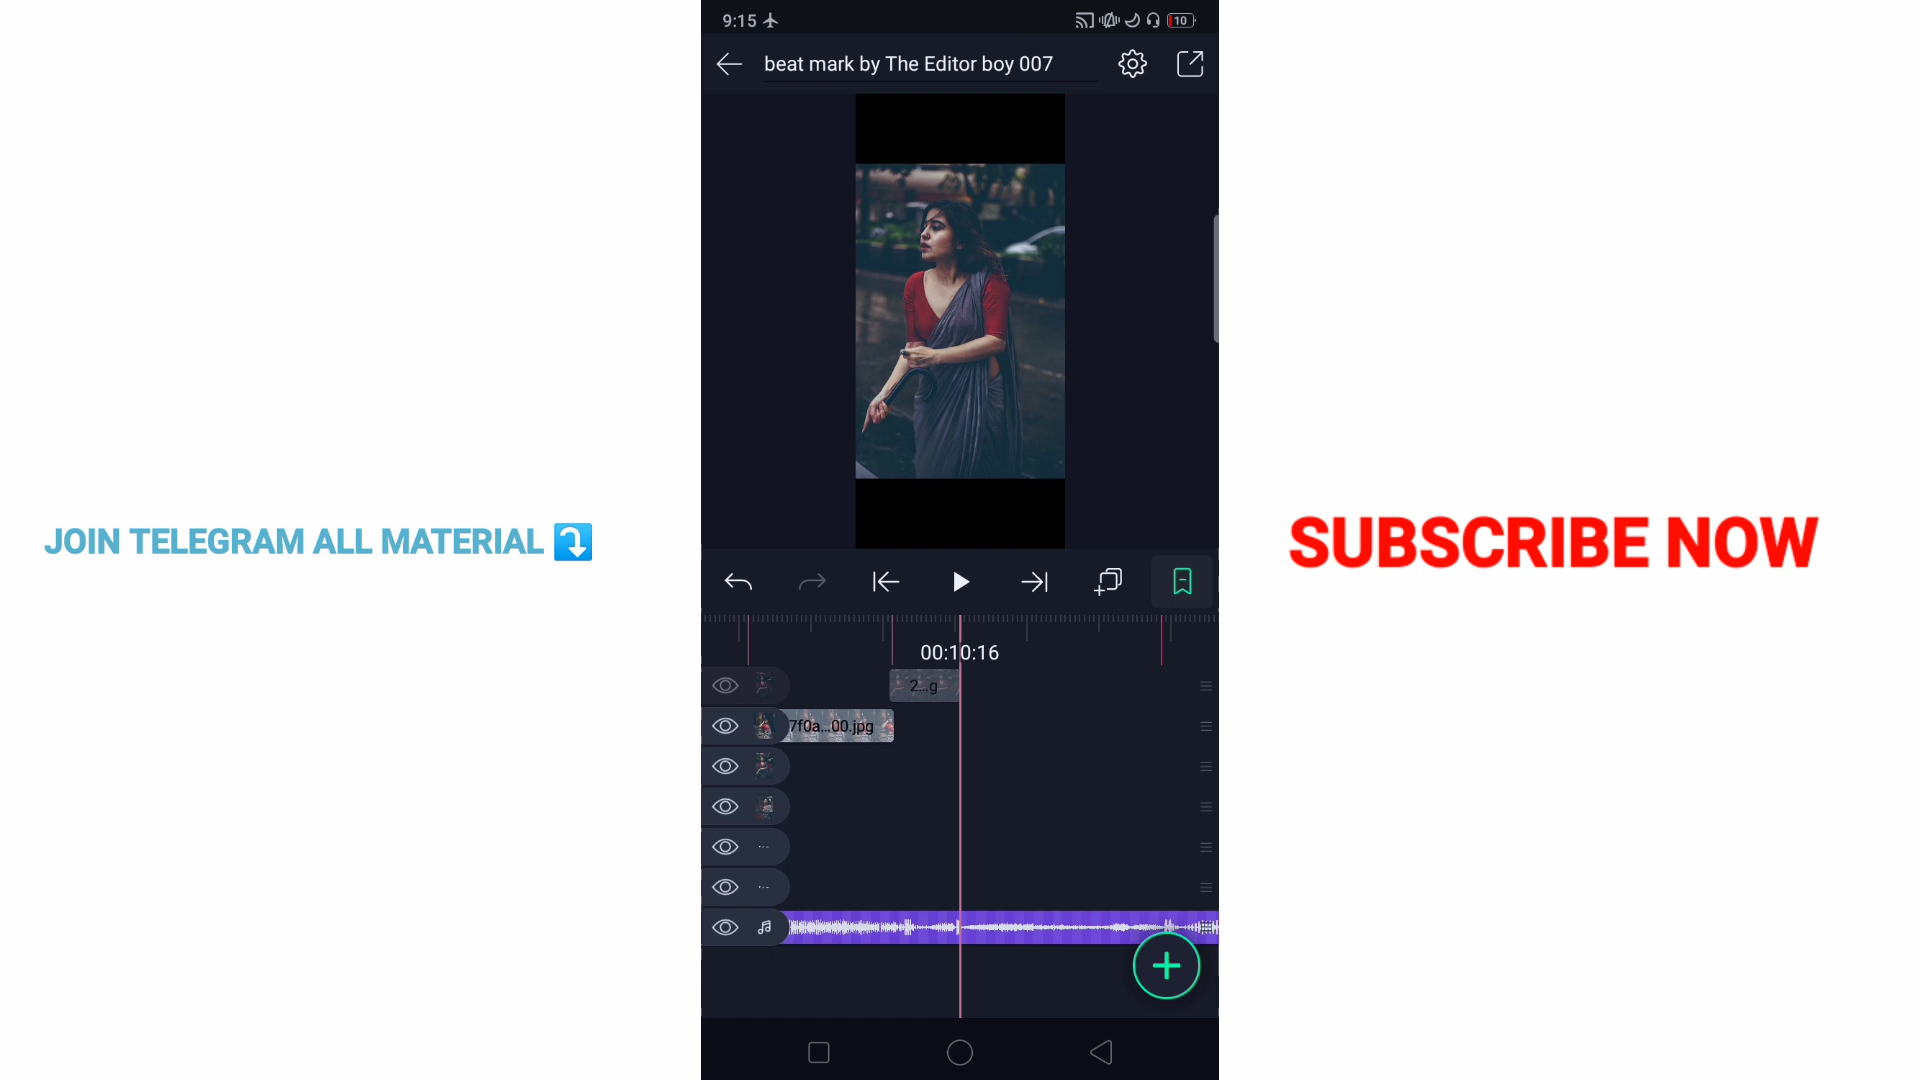 9:15
10
beat mark by The Editor boy 007
JOIN TELEGRAM ALL MATERIAL ⤵️
SUBSCRIBE NOW
00:10:16
2...g
7f0a...00.jpg